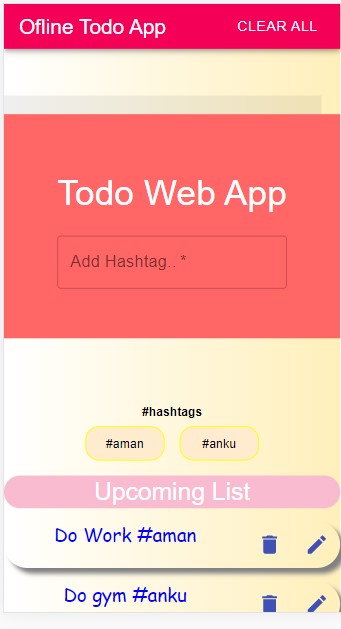 Ofline Todo App CLEAR ALL
Todo Web App
Add Hashtag.. *
#hashtags
#aman #anku
Upcoming List
Do Work #aman
Do gym #anku